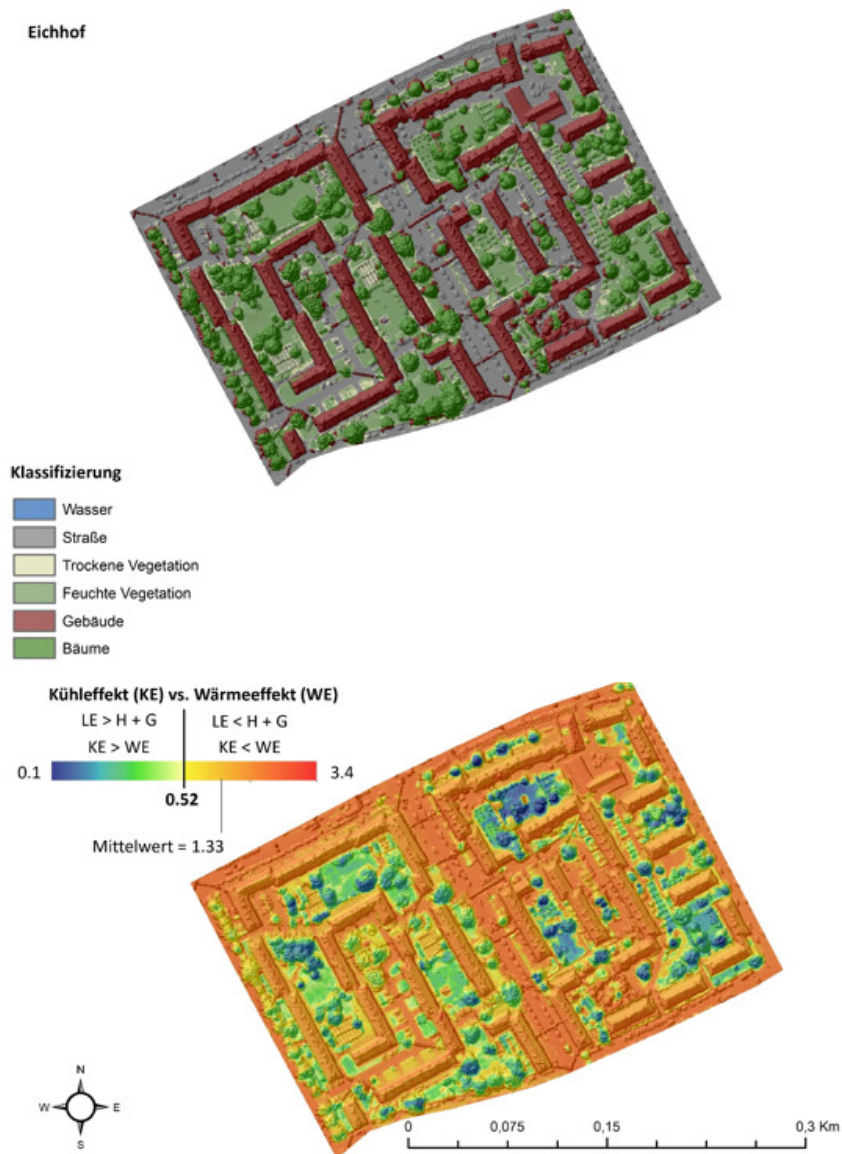 Eichhof
Klassifizierung
Wasser
Straße
Trockene Vegetation
Feuchte Vegetation
Gebäude
Bäume
Kühleffekt (KE) vs. Wärmeeffekt (WE)
LE > H + G LE < H + G
KE > WE KE < WE
0.1 3.4
0.52
Mittelwert = 1.33
N
W E
S
0 0,075 0,15 0,3 Km